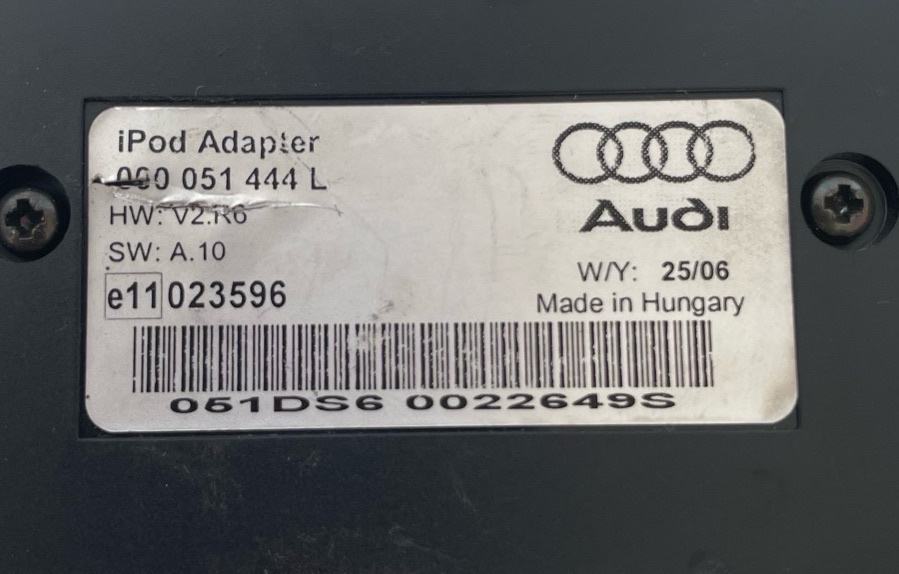 iPod Adapter
000 051 444 L
HW: V2.R6
SW: A.10
e11 023596
Audi
W/Y: 25/06
Made in Hungary
051DS6 0022649S